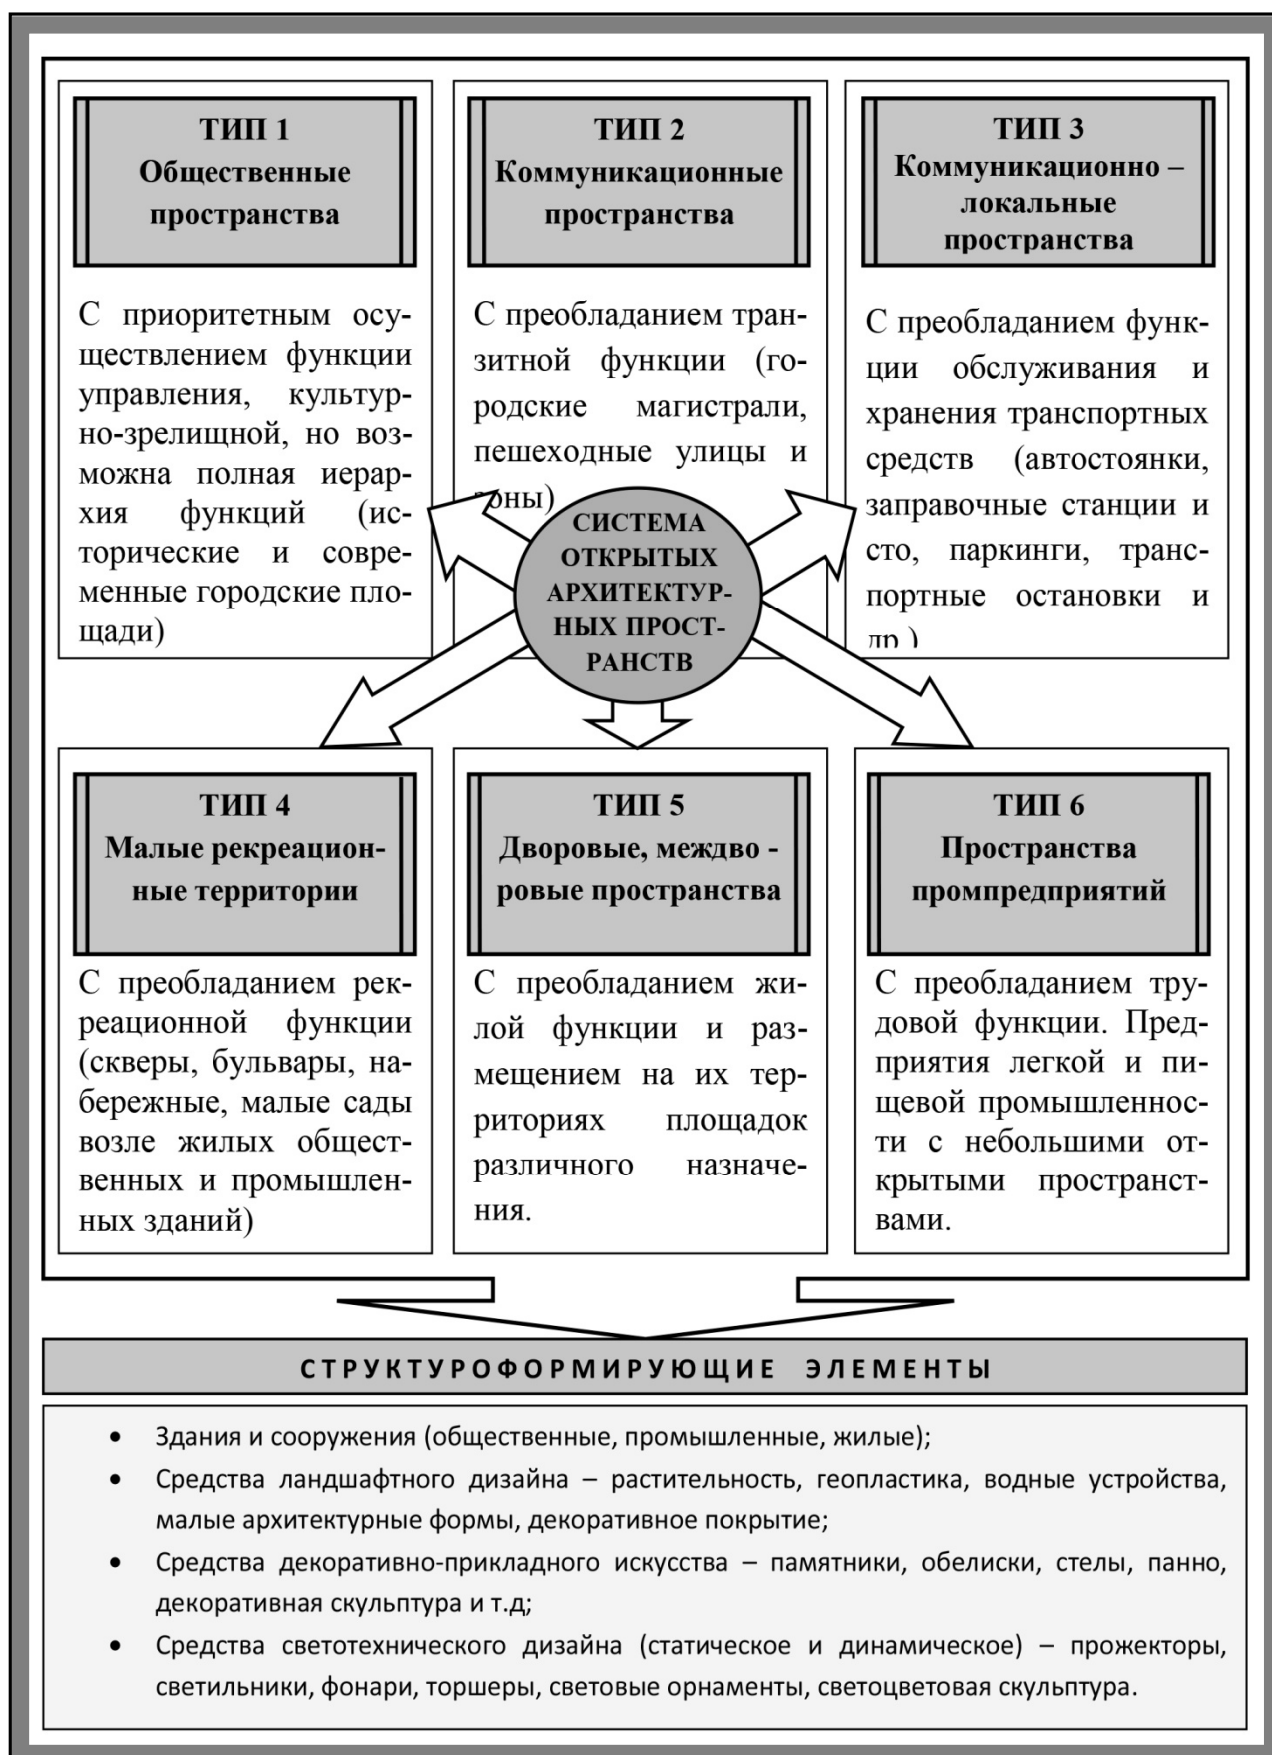 ТИП 1
Общественные
пространства
С приоритетным осу-
ществлением функции
управления, культур-
но-зрелищной, но воз-
можна полная иерар-
хия функций (ис-
торические и совре-
менные городские пло-
щади)
ТИП 2
Коммуникационные
пространства
С преобладанием тран-
зитной функции (го-
родские магистрали,
пешеходные улицы и
зоны)
ТИП 3
Коммуникационно –
локальные
пространства
С преобладанием функ-
ции обслуживания и
хранения транспортных
средств (автостоянки,
заправочные станции и
сто, паркинги, транс-
портные остановки и
др.)
СИСТЕМА
ОТКРЫТЫХ
АРХИТЕКТУР-
НЫХ ПРОСТ-
РАНСТВ
ТИП 4
Малые рекреацион-
ные территории
С преобладанием рек-
реационной функции
(скверы, бульвары, на-
бережные, малые сады
возле жилых общест-
венных и промышлен-
ных зданий)
ТИП 5
Дворовые, междво -
ровые пространства
С преобладанием жи-
лой функции и раз-
мещением на их тер-
риториях площадок
различного назначе-
ния.
ТИП 6
Пространства
промпредприятий
С преобладанием тру-
довой функции. Пред-
приятия легкой и пи-
щевой промышленнос-
ти с небольшими от-
крытыми пространст-
вами.
СТРУКТУРОФОРМИРУЮЩИЕ ЭЛЕМЕНТЫ
• Здания и сооружения (общественные, промышленные, жилые);
• Средства ландшафтного дизайна – растительность, геопластика, водные устройства,
малые архитектурные формы, декоративное покрытие;
• Средства декоративно-прикладного искусства – памятники, обелиски, стелы, панно,
декоративная скульптура и т.д;
• Средства светотехнического дизайна (статическое и динамическое) – прожекторы,
светильники, фонари, торшеры, световые орнаменты, светоцветовая скульптура.